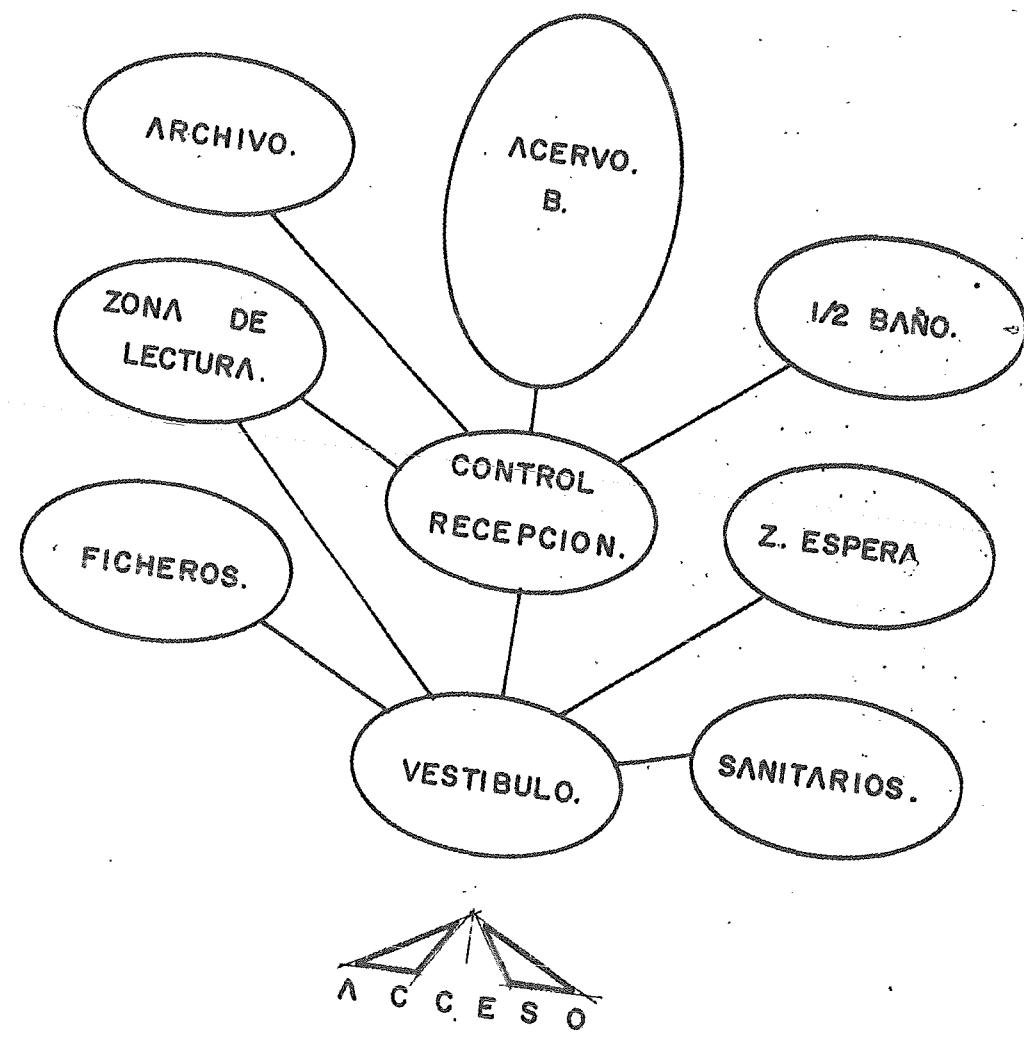 ARCHIVO.
ACERVO.
B.
ZONA DE
LECTURA.
1/2 BAÑO.
CONTROL
RECEPCION.
FICHEROS.
Z. ESPERA
VESTIBULO.
SANITARIOS.
ACCESO